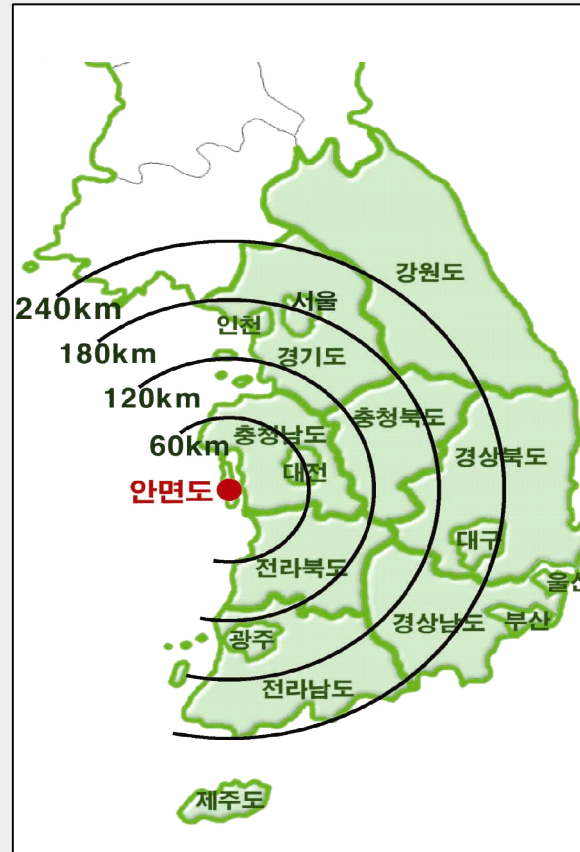 강원도
240km
서울
인천
180km
경기도
120km
충청북도
60km
충청남도
경상북도
대전
안면도
대구
전라북도
울산
경상남도
부산
광주
전라남도
제주도